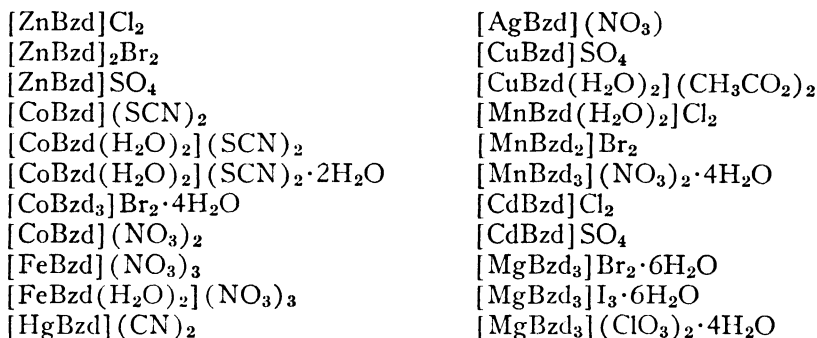 [ZnBzd]Cl₂
[ZnBzd]₂Br₂
[ZnBzd]SO₄
[CoBzd](SCN)₂
[CoBzd(H₂O)₂](SCN)₂
[CoBzd(H₂O)₂](SCN)₂·2H₂O
[CoBzd₃]Br₂·4H₂O
[CoBzd](NO₃)₂
[FeBzd](NO₃)₃
[FeBzd(H₂O)₂](NO₃)₃
[HgBzd](CN)₂
[AgBzd](NO₃)
[CuBzd]SO₄
[CuBzd(H₂O)₂](CH₃CO₂)₂
[MnBzd(H₂O)₂]Cl₂
[MnBzd₂]Br₂
[MnBzd₃](NO₃)₂·4H₂O
[CdBzd]Cl₂
[CdBzd]SO₄
[MgBzd₃]Br₂·6H₂O
[MgBzd₃]I₃·6H₂O
[MgBzd₃](ClO₃)₂·4H₂O